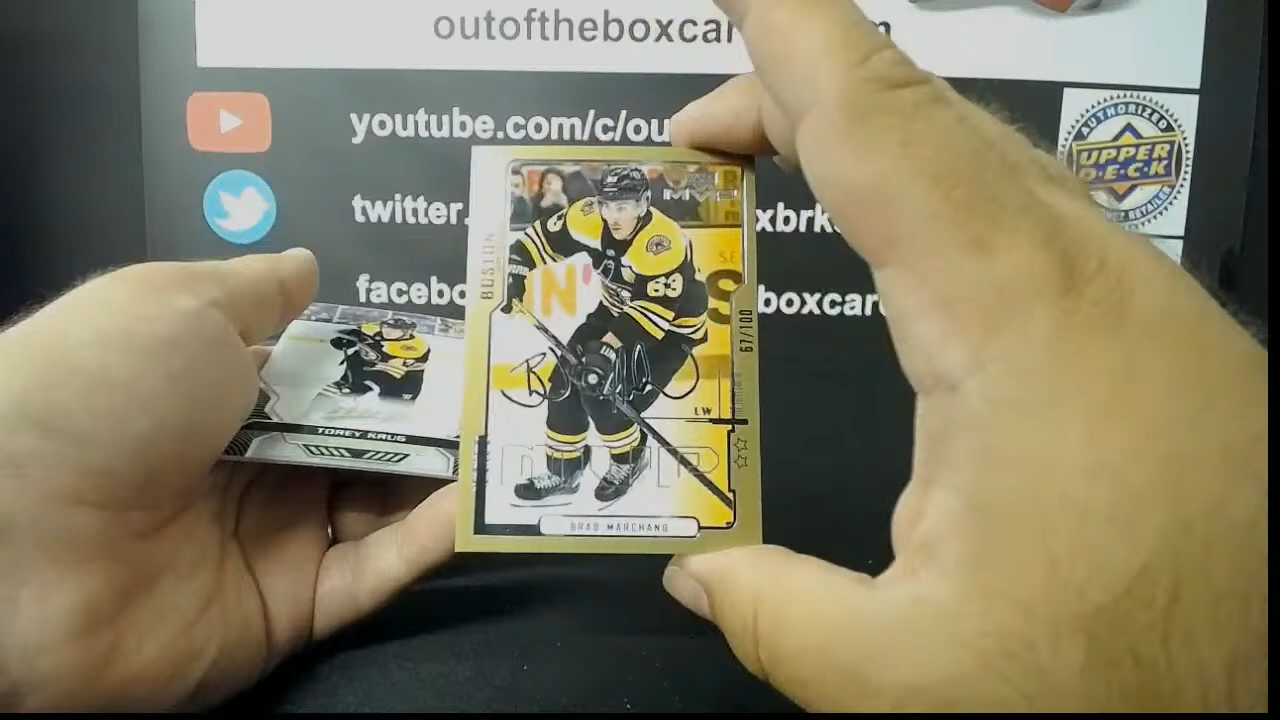 outoftheboxcar
youtube.com/c/ou
twitter.
xbrk
facebo
boxcar
AUTHORIZED
UPPER
D·E·C·K
MVP
BOSTON
63
N
67/100
LW
BRAD MARCHAND
TOREY KRUG